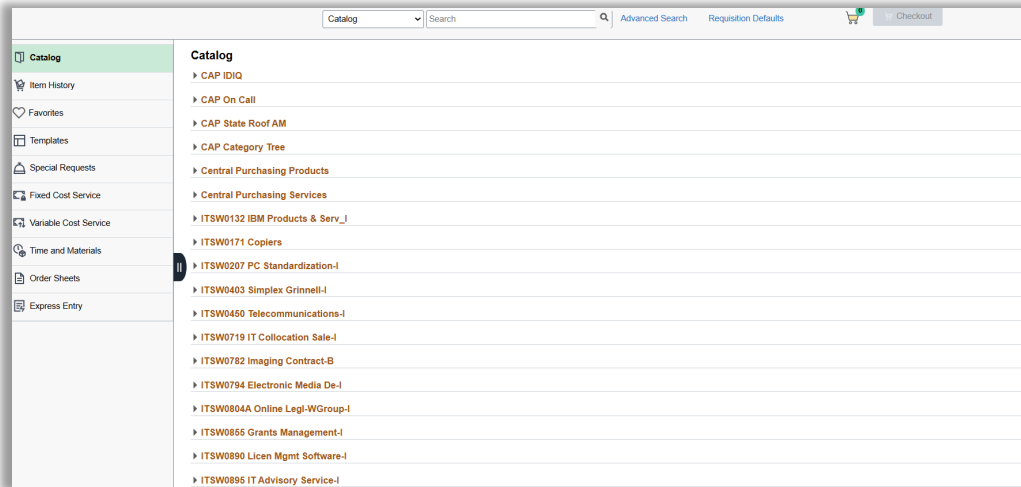 Catalog
Search
Advanced Search
Requisition Defaults
0
Checkout
Catalog
Item History
Favorites
Templates
Special Requests
Fixed Cost Service
Variable Cost Service
Time and Materials
Order Sheets
Express Entry
Catalog
CAP IDIQ
CAP On Call
CAP State Roof AM
CAP Category Tree
Central Purchasing Products
Central Purchasing Services
ITSW0132 IBM Products & Serv_I
ITSW0171 Copiers
ITSW0207 PC Standardization-I
ITSW0403 Simplex Grinnell-I
ITSW0450 Telecommunications-I
ITSW0719 IT Collocation Sale-I
ITSW0782 Imaging Contract-B
ITSW0794 Electronic Media De-I
ITSW0804A Online Legl-WGroup-I
ITSW0855 Grants Management-I
ITSW0890 Licen Mgmt Software-I
ITSW0895 IT Advisory Service-I